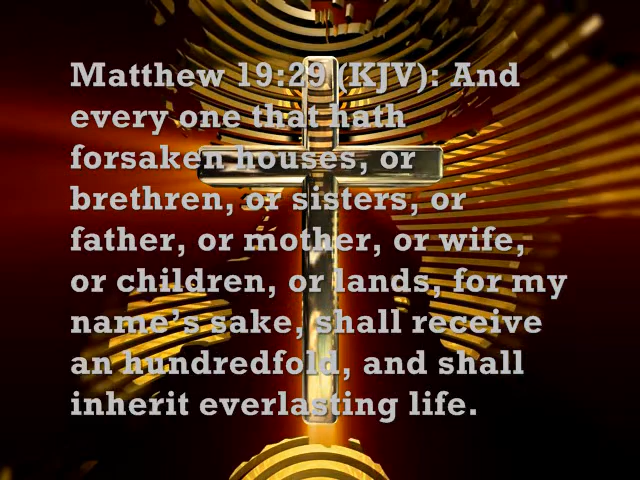 Matthew 19:29 (KJV): And
every one that hath
forsaken houses, or
brethren, or sisters, or
father, or mother, or wife,
or children, or lands, for my
name's sake, shall receive
an hundredfold, and shall
inherit everlasting life.